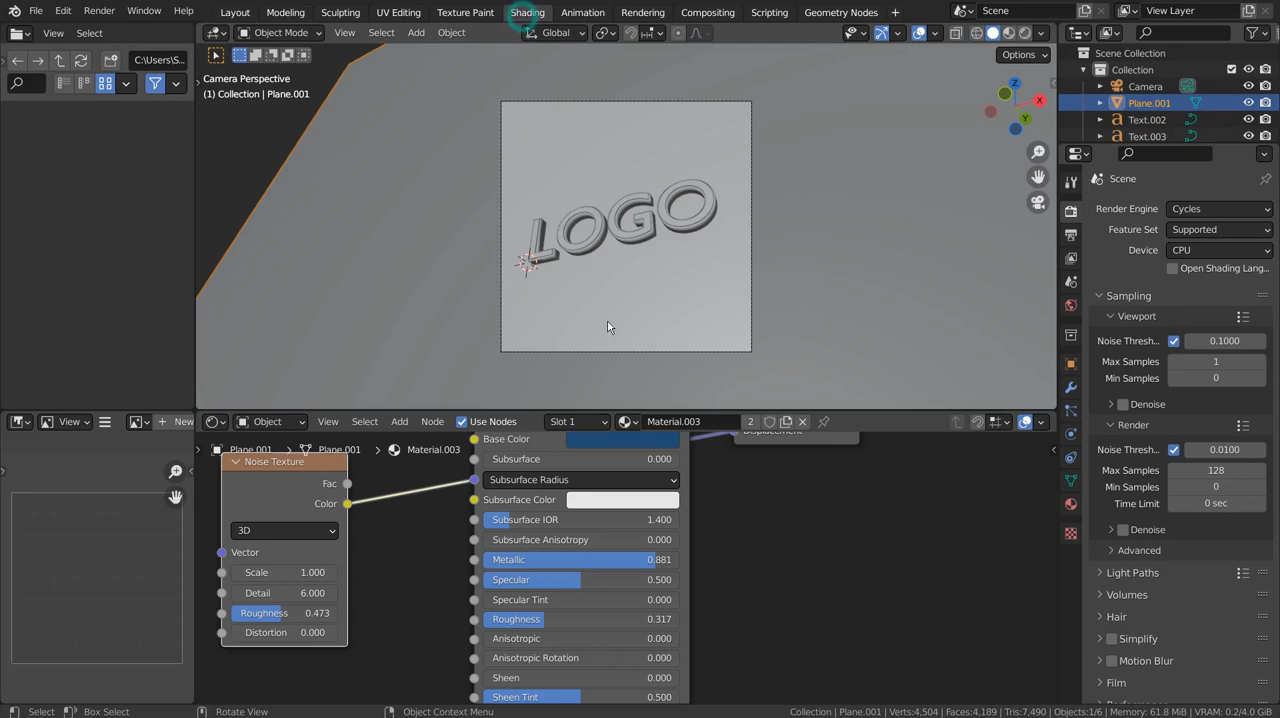 File Edit Render Window Help Layout Modeling Sculpting UV Editing Texture Paint Shading Animation Rendering Compositing Scripting Geometry Nodes Scene View Layer
View Select Object Mode View Select Add Object Global
C:\Users\S...
Options
Camera Perspective
(1) Collection | Plane.001
X
Y
Z
LOGO
Scene Collection
Collection
Camera
Plane.001
Text.002
Text.003
Scene
Render Engine Cycles
Feature Set Supported
Device CPU
Open Shading Lang...
Sampling
Viewport
Noise Thresh... 0.1000
Max Samples 1
Min Samples 0
Denoise
Render
Noise Thresh... 0.0100
Max Samples 128
Min Samples 0
Time Limit 0 sec
Denoise
Advanced
Light Paths
Volumes
Hair
Simplify
Motion Blur
Film
View New Object View Select Add Node Use Nodes Slot 1 Material.003 2
Plane.001 Plane.001 Material.003
Noise Texture
Fac
Color
3D
Vector
Scale 1.000
Detail 6.000
Roughness 0.473
Distortion 0.000
Displacement
Base Color
Subsurface 0.000
Subsurface Radius
Subsurface Color
Subsurface IOR 1.400
Subsurface Anisotropy 0.000
Metallic 0.881
Specular 0.500
Specular Tint 0.000
Roughness 0.317
Anisotropic 0.000
Anisotropic Rotation 0.000
Sheen 0.000
Sheen Tint 0.500
Select Box Select Rotate View Object Context Menu Collection | Plane.001 | Verts:4,504 | Faces:4,189 | Tris:7,490 | Objects:1/6 | Memory: 61.8 MiB | VRAM: 0.2/4.0 GiB